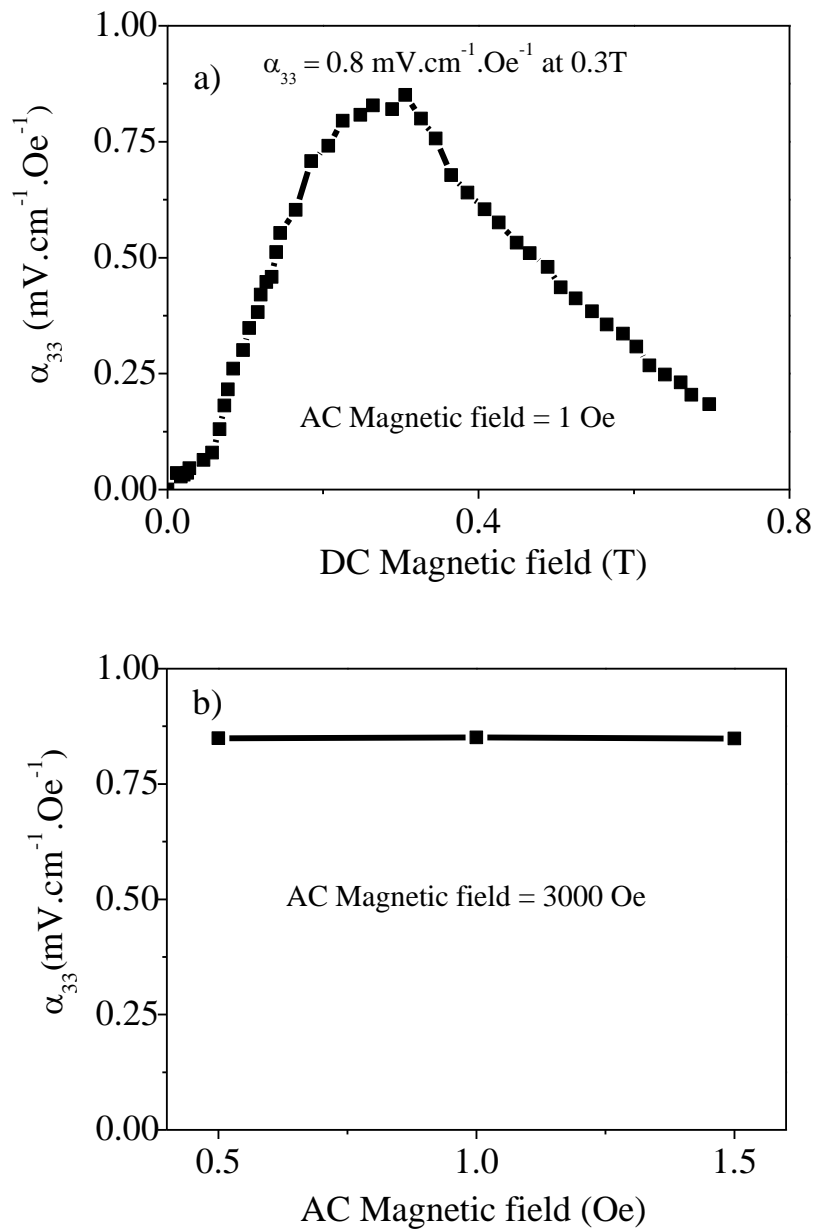 1.00
a)
α₃₃ = 0.8 mV.cm⁻¹.Oe⁻¹ at 0.3T
0.75
0.50
0.25
0.00
α₃₃ (mV.cm⁻¹.Oe⁻¹)
AC Magnetic field = 1 Oe
0.0 0.4 0.8
DC Magnetic field (T)
1.00
b)
0.75
0.50
0.25
0.00
α₃₃(mV.cm⁻¹.Oe⁻¹)
AC Magnetic field = 3000 Oe
0.5 1.0 1.5
AC Magnetic field (Oe)